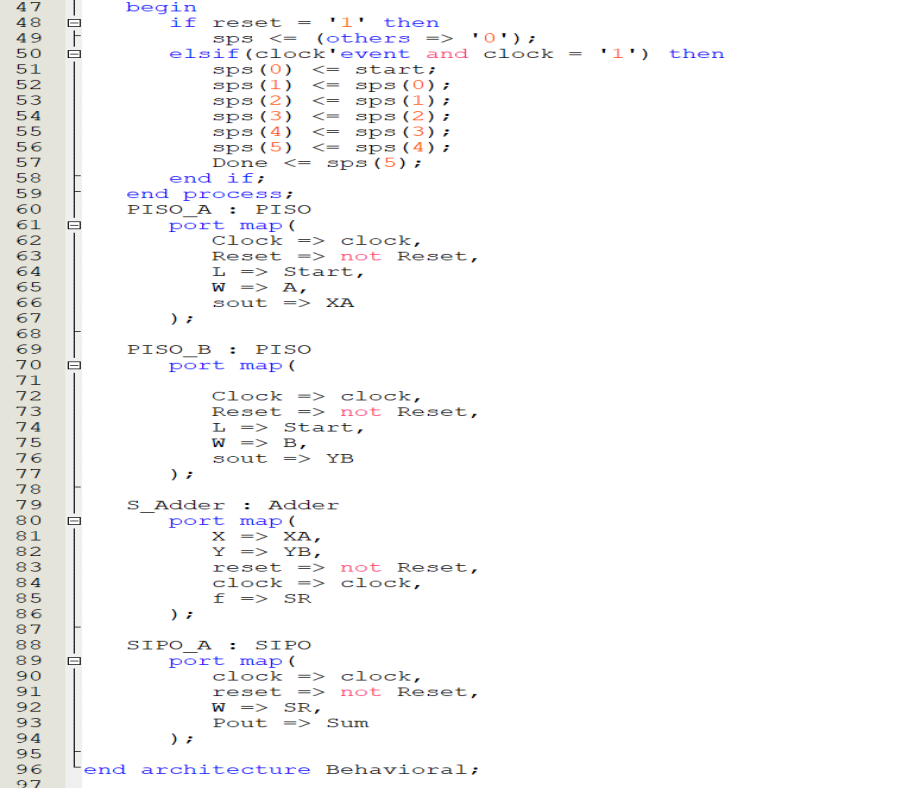 47 begin
48 if reset = '1' then
49 sps <= (others => '0');
50 elsif(clock'event and clock = '1') then
51 sps(0) <= start;
52 sps(1) <= sps(0);
53 sps(2) <= sps(1);
54 sps(3) <= sps(2);
55 sps(4) <= sps(3);
56 sps(5) <= sps(4);
57 Done <= sps(5);
58 end if;
59 end process;
60 PISO_A : PISO
61 port map(
62 Clock => clock,
63 Reset => not Reset,
64 L => Start,
65 W => A,
66 sout => XA
67 );
68
69 PISO_B : PISO
70 port map(
71
72 Clock => clock,
73 Reset => not Reset,
74 L => Start,
75 W => B,
76 sout => YB
77 );
78
79 S_Adder : Adder
80 port map(
81 X => XA,
82 Y => YB,
83 reset => not Reset,
84 clock => clock,
85 f => SR
86 );
87
88 SIPO_A : SIPO
89 port map(
90 clock => clock,
91 reset => not Reset,
92 W => SR,
93 Pout => Sum
94 );
95
96 end architecture Behavioral;
97